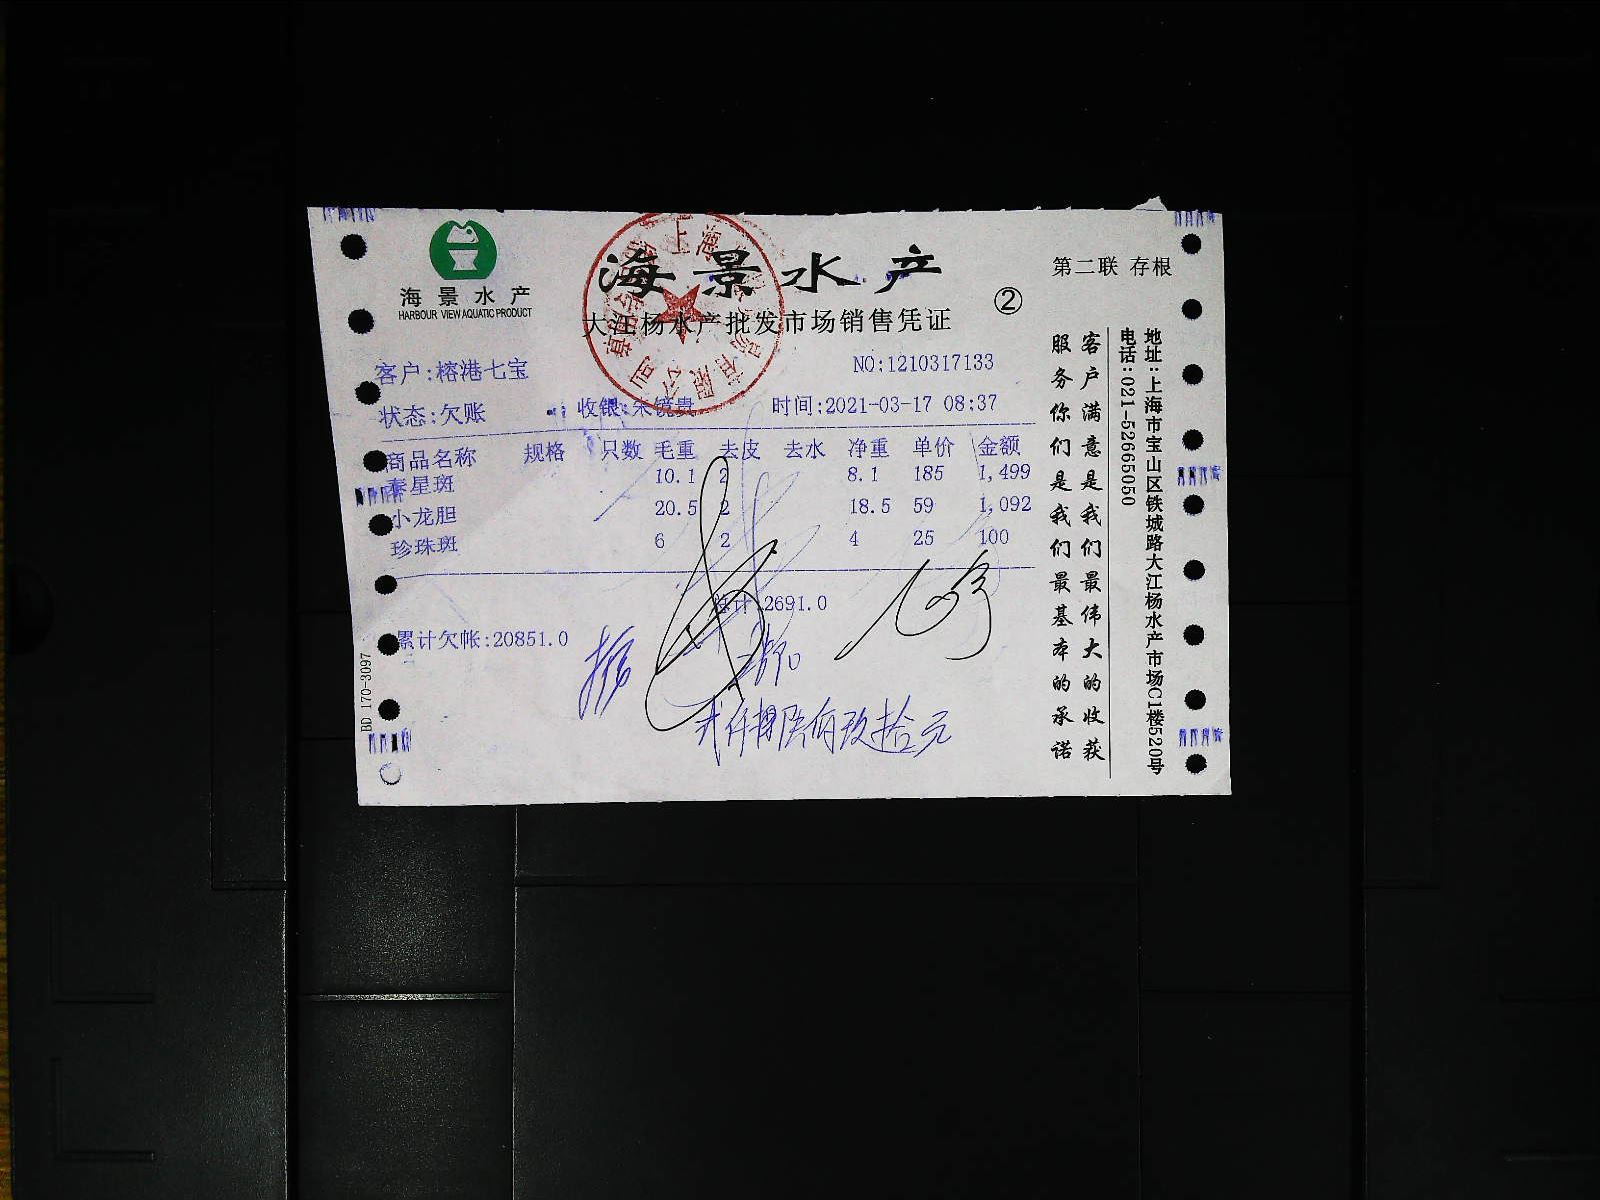 海景水产
HARBOUR VIEW AQUATIC PRODUCT
海景水产
大江杨水产批发市场销售凭证
②
第二联 存根
客户:榕港七宝
NO:1210317133
状态:欠账 收银:朱镜贵 时间:2021-03-17 08:37
商品名称 规格 只数 毛重 去皮 去水 净重 单价 金额
泰星斑 10.1 2 8.1 185 1,499
小龙胆 20.5 2 18.5 59 1,092
珍珠斑 6 2 4 25 100
总计:2691.0
累计欠帐:20851.0
玖拾元
BD 170-3097
客户满意是我们最伟大的收获
服务你们是我们最基本的承诺
地址:上海市宝山区铁城路大江杨水产市场C1楼520号
电话:021-52665050